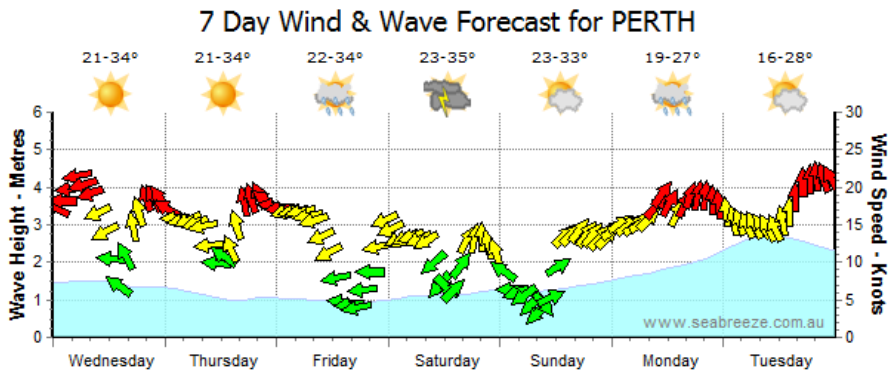 7 Day Wind & Wave Forecast for PERTH
21-34° 21-34° 22-34° 23-35° 23-33° 19-27° 16-28°
Wave Height - Metres
6
5
4
3
2
1
0
30
25
20
15
10
5
0
Wind Speed - Knots
www.seabreeze.com.au
Wednesday Thursday Friday Saturday Sunday Monday Tuesday